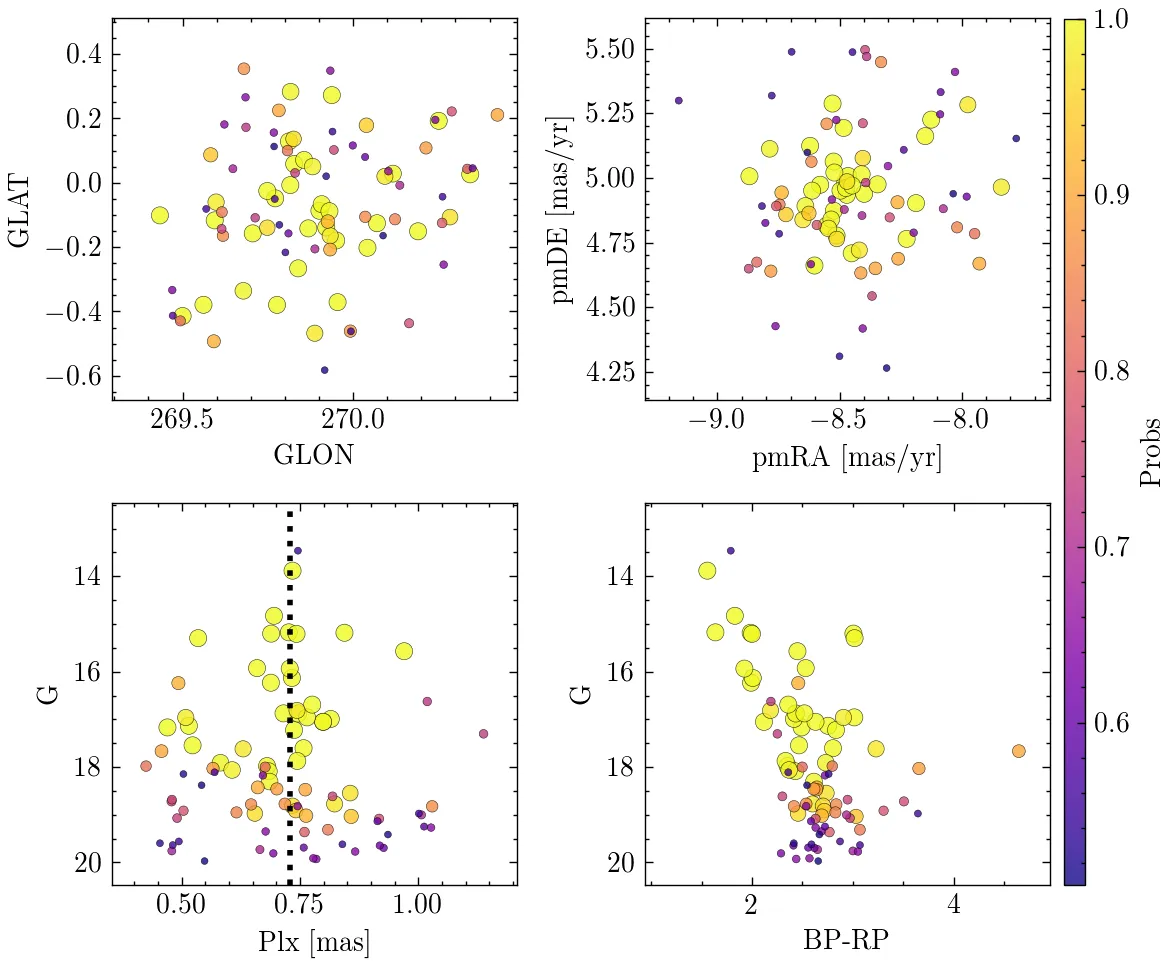 0.4
0.2
0.0
−0.2
−0.4
−0.6
GLAT
269.5 270.0
GLON
5.50
5.25
5.00
4.75
4.50
4.25
pmDE [mas/yr]
−9.0 −8.5 −8.0
pmRA [mas/yr]
14
16
18
20
G
0.50 0.75 1.00
Plx [mas]
14
16
18
20
G
2 4
BP-RP
1.0
0.9
0.8
0.7
0.6
Probs